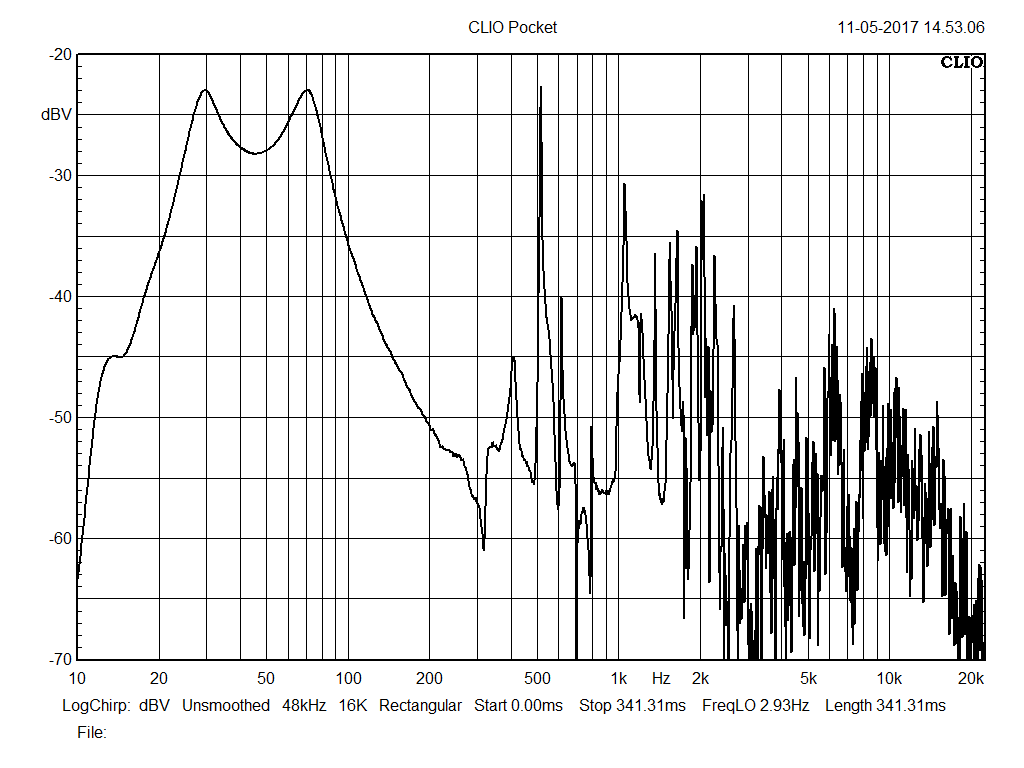 CLIO Pocket 11-05-2017 14.53.06
-20
CLIO
dBV
-30
-40
-50
-60
-70
10 20 50 100 200 500 1k Hz 2k 5k 10k 20k
LogChirp: dBV Unsmoothed 48kHz 16K Rectangular Start 0.00ms Stop 341.31ms FreqLO 2.93Hz Length 341.31ms
File: